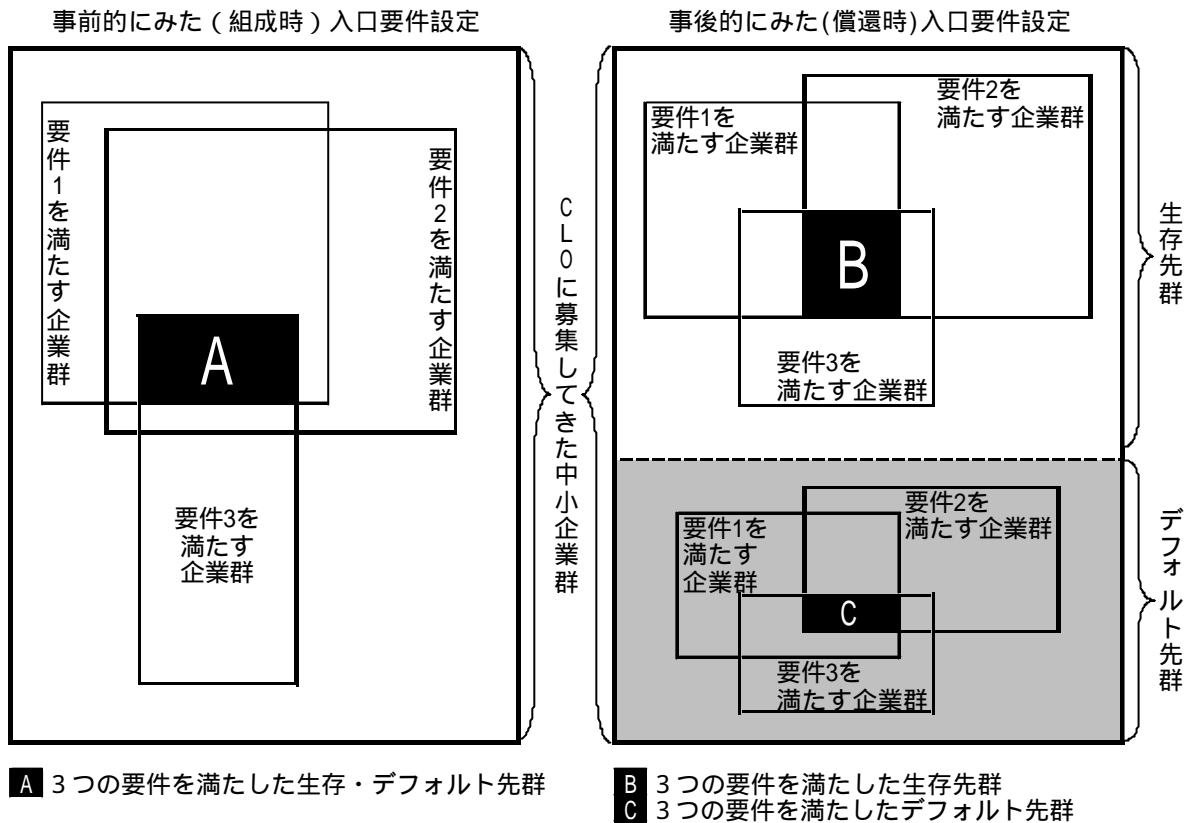 事前的にみた（組成時）入口要件設定
要件1を満たす企業群
要件2を満たす企業群
A
要件3を
満たす
企業群
CLOに募集してきた中小企業群
事後的にみた(償還時)入口要件設定
要件1を
満たす企業群
要件2を
満たす企業群
B
要件3を
満たす企業群
生存先群
要件1を
満たす
企業群
要件2を
満たす企業群
C
要件3を
満たす企業群
デフォルト先群
A 3つの要件を満たした生存・デフォルト先群
B 3つの要件を満たした生存先群
C 3つの要件を満たしたデフォルト先群